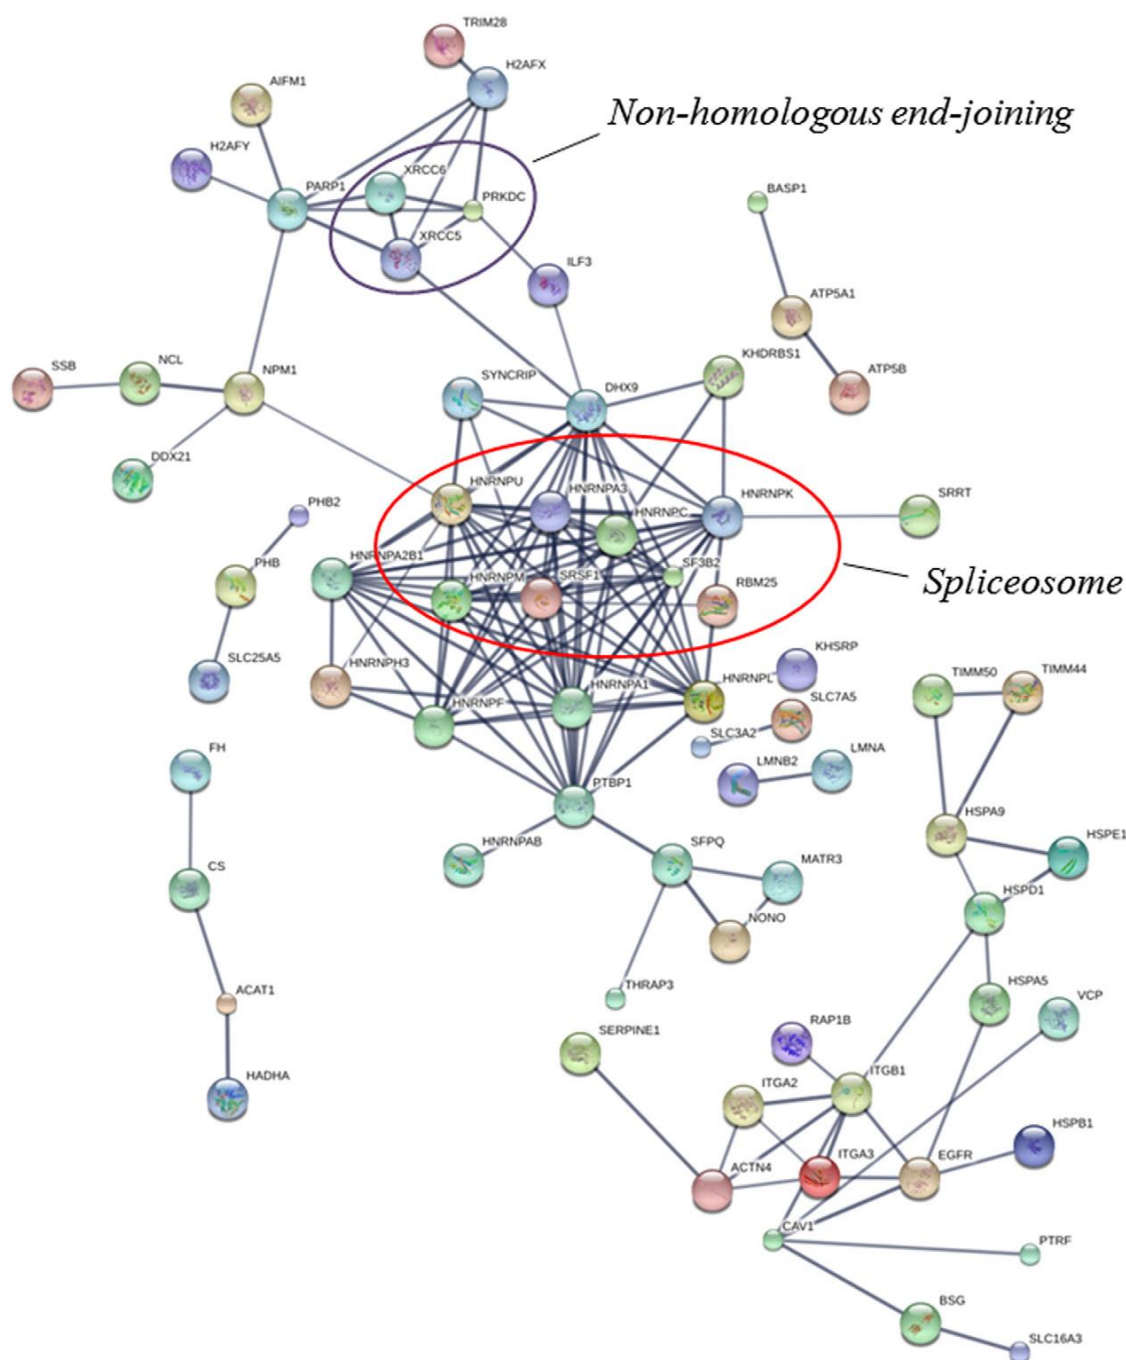 TRIM28
H2AFX
AIFM1
Non-homologous end-joining
H2AFY
XRCC6
PARP1
PRKDC
BASP1
XRCC5
ILF3
ATP5A1
KHDRBS1
SSB
NCL
NPM1
SYNCRIP
DHX9
ATP5B
DDX21
HNRNPU
HNRNPA3
HNRNPK
SRRT
PHB2
HNRNPC
HNRNPA2B1
SF3B2
PHB
HNRNPM
SRSF1
RBM25
Spliceosome
KHSRP
SLC25A5
HNRNPH3
HNRNPA1
HNRNPL
TIMM50
TIMM44
HNRNPF
SLC7A5
SLC3A2
FH
LMNB2
LMNA
PTBP1
HSPA9
HSPE1
HNRNPAB
SFPQ
MATR3
CS
HSPD1
NONO
HSPA5
THRAP3
ACAT1
VCP
SERPINE1
RAP1B
ITGB1
HADHA
ITGA2
HSPB1
ACTN4
ITGA3
EGFR
CAV1
PTRF
BSG
SLC16A3